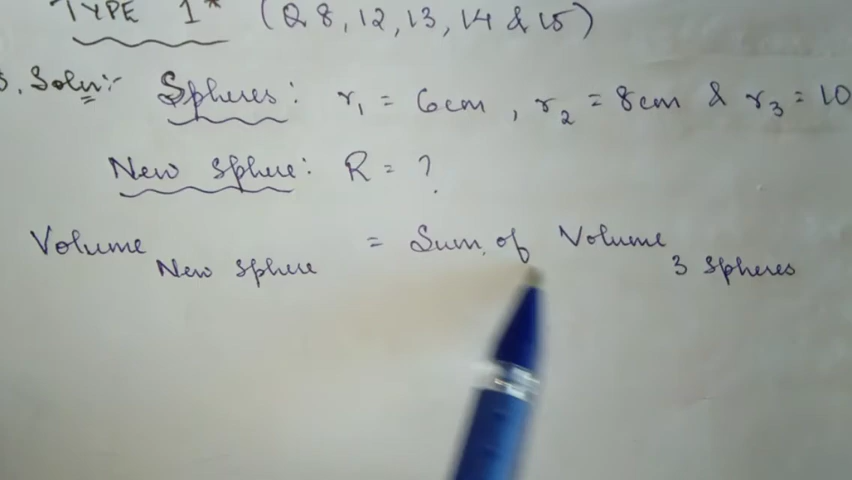 TYPE 1* (Q 8, 12, 13, 14 & 15)
Soln:- Spheres: r₁ = 6cm, r₂ = 8cm & r₃ = 10
New Sphere: R = ?
Volume New Sphere = Sum of Volume 3 Spheres